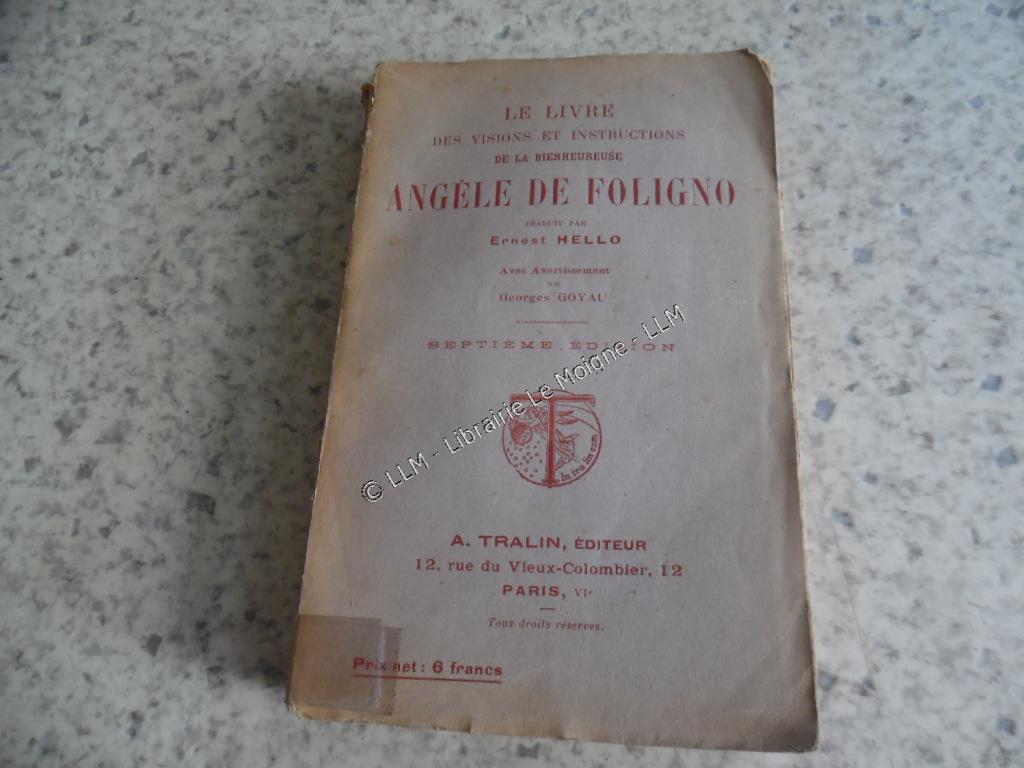 LE LIVRE
DES VISIONS ET INSTRUCTIONS
DE LA BIENHEUREUSE
ANGÈLE DE FOLIGNO
TRADUIT PAR
Ernest HELLO
Avec Avertissement
DE
Georges GOYAU
SEPTIÈME ÉDITION
© LLM - Librairie Le Moigne - LLM
A. TRALIN, ÉDITEUR
12, rue du Vieux-Colombier, 12
PARIS, VIe
Tous droits réservés.
Prix net : 6 francs